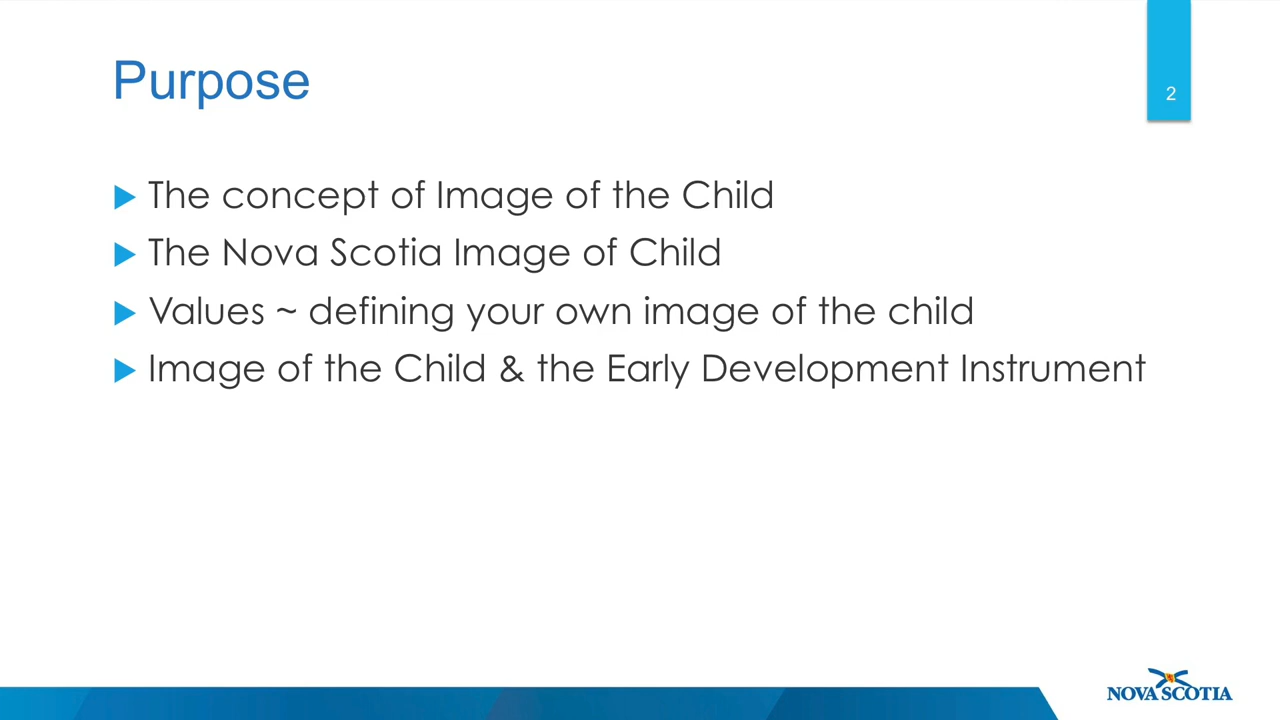 Purpose
2
The concept of Image of the Child
The Nova Scotia Image of Child
Values ~ defining your own image of the child
Image of the Child & the Early Development Instrument
NOVA SCOTIA